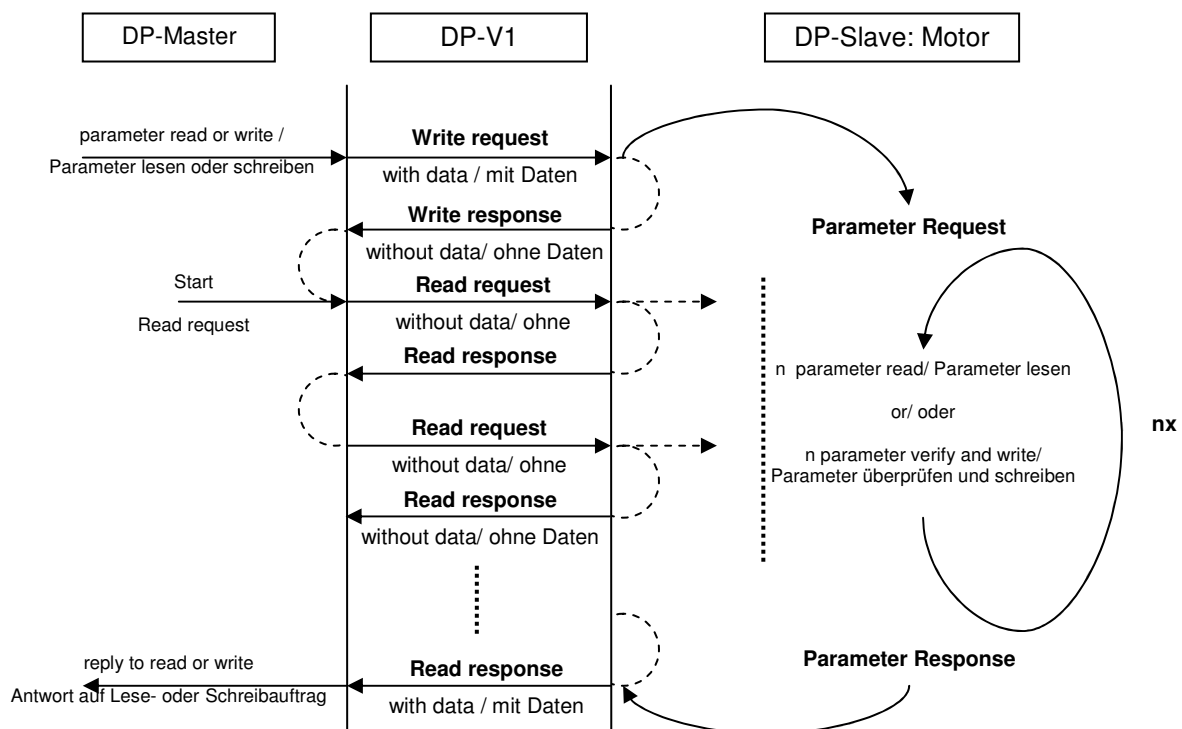 DP-Master
DP-V1
DP-Slave: Motor
parameter read or write /
Parameter lesen oder schreiben
Write request
with data / mit Daten
Write response
without data/ ohne Daten
Parameter Request
Start
Read request
Read request
without data/ ohne
Read response
n parameter read/ Parameter lesen
or/ oder
n parameter verify and write/
Parameter überprüfen und schreiben
nx
Read request
without data/ ohne
Read response
without data/ ohne Daten
reply to read or write
Antwort auf Lese- oder Schreibauftrag
Read response
with data / mit Daten
Parameter Response